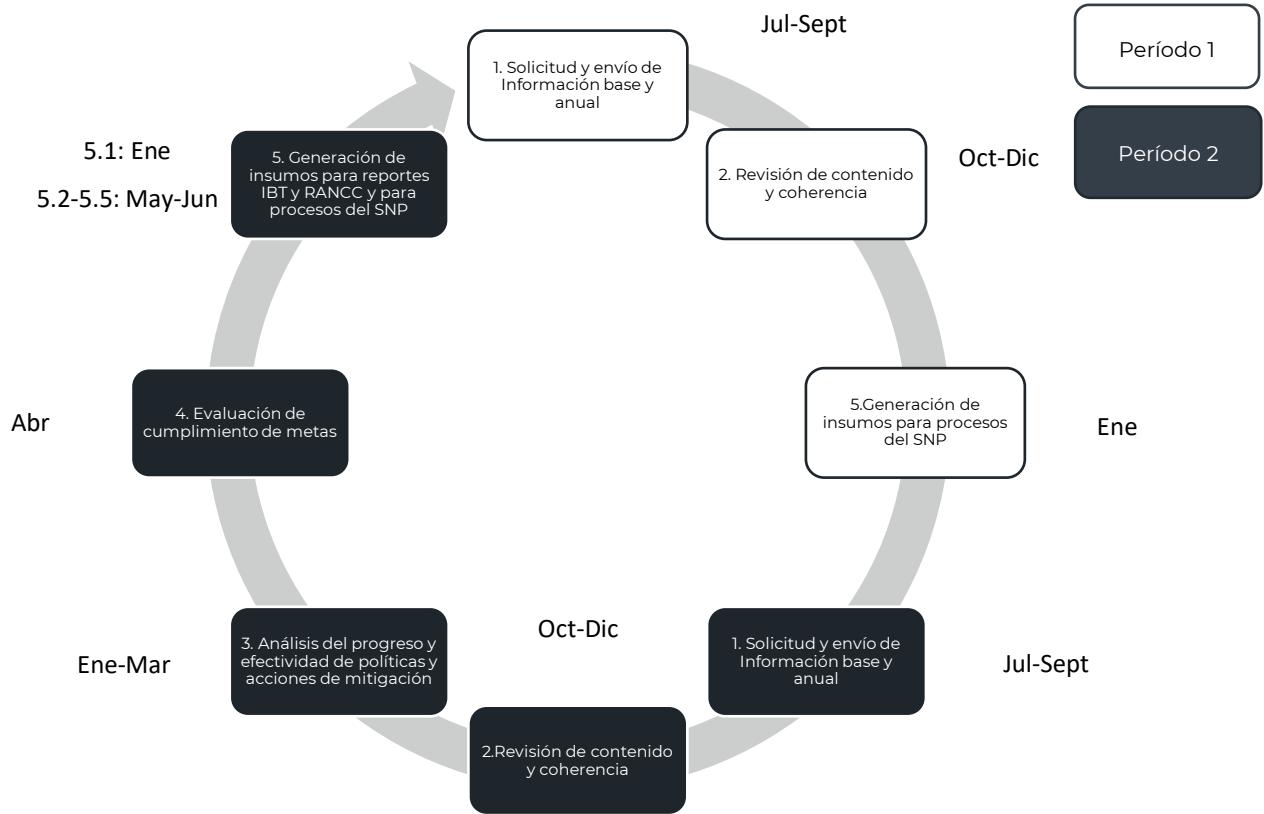 Jul-Sept
Período 1
1. Solicitud y envío de
Información base y
anual
Período 2
2. Revisión de contenido
y coherencia
Oct-Dic
5.Generación de
insumos para procesos
del SNP
Ene
1. Solicitud y envío de
Información base y
anual
Jul-Sept
2.Revisión de contenido
y coherencia
Oct-Dic
3. Análisis del progreso y
efectividad de políticas y
acciones de mitigación
Ene-Mar
4. Evaluación de
cumplimiento de metas
Abr
5. Generación de
insumos para reportes
IBT y RANCC y para
procesos del SNP
5.1: Ene
5.2-5.5: May-Jun